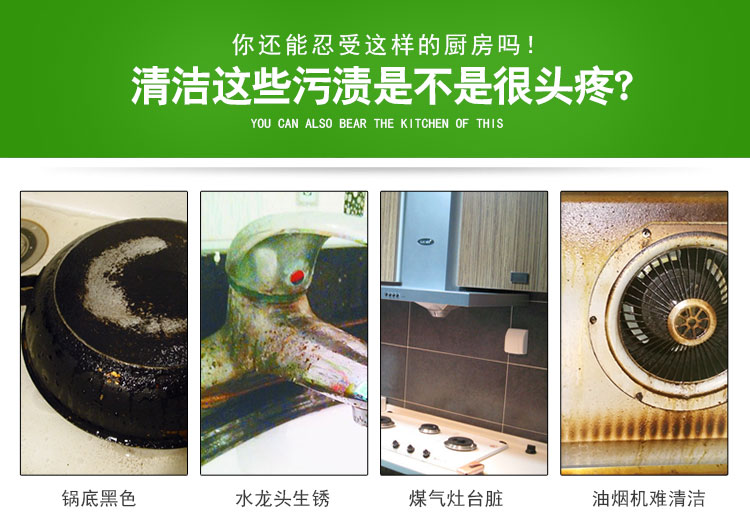 你还能忍受这样的厨房吗!
清洁这些污渍是不是很头疼?
YOU CAN ALSO BEAR THE KITCHEN OF THIS
锅底黑色
水龙头生锈
煤气灶台脏
油烟机难清洁